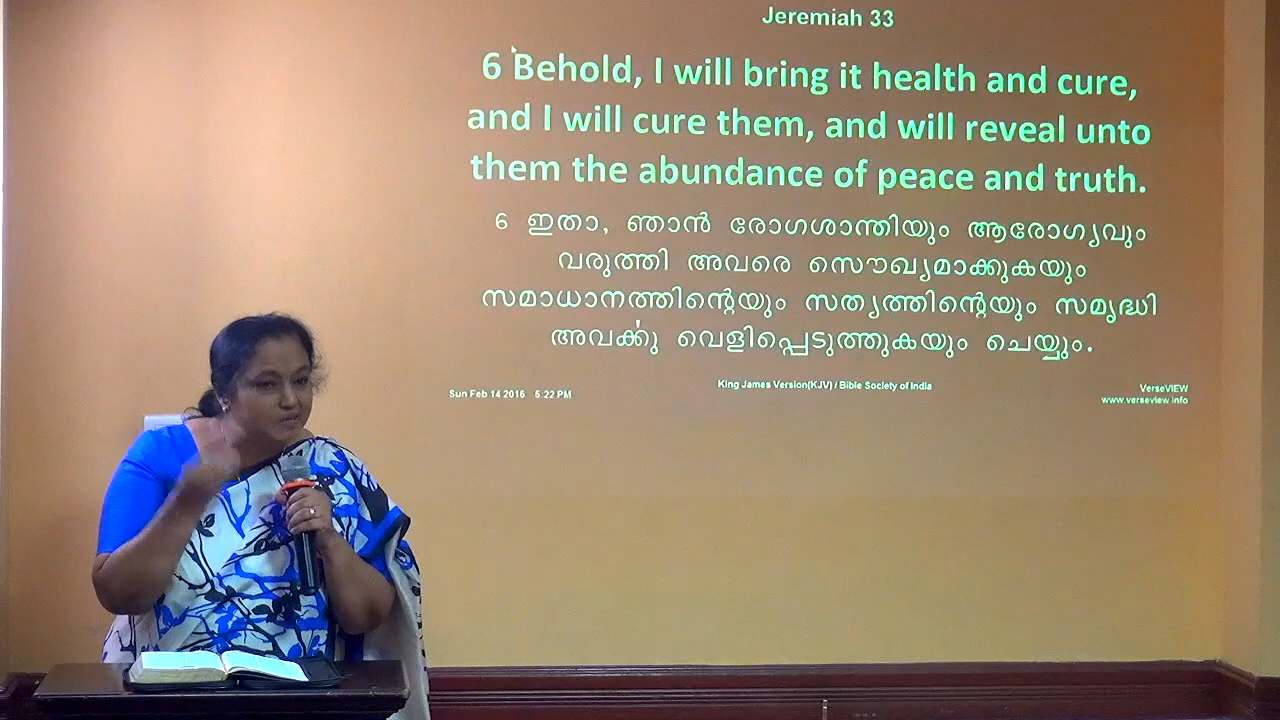 Jeremiah 33
6 Behold, I will bring it health and cure,
and I will cure them, and will reveal unto
them the abundance of peace and truth.
6 ഇതാ, ഞാൻ രോഗശാന്തിയും ആരോഗ്യവും
വരുത്തി അവരെ സൌഖ്യമാക്കുകയും
സമാധാനത്തിന്റെയും സത്യത്തിന്റെയും സമൃദ്ധി
അവൎക്കു വെളിപ്പെടുത്തുകയും ചെയ്യും.
Sun Feb 14 2016 5:22 PM
King James Version(KJV) / Bible Society of India
VerseVIEW
www.verseview.info